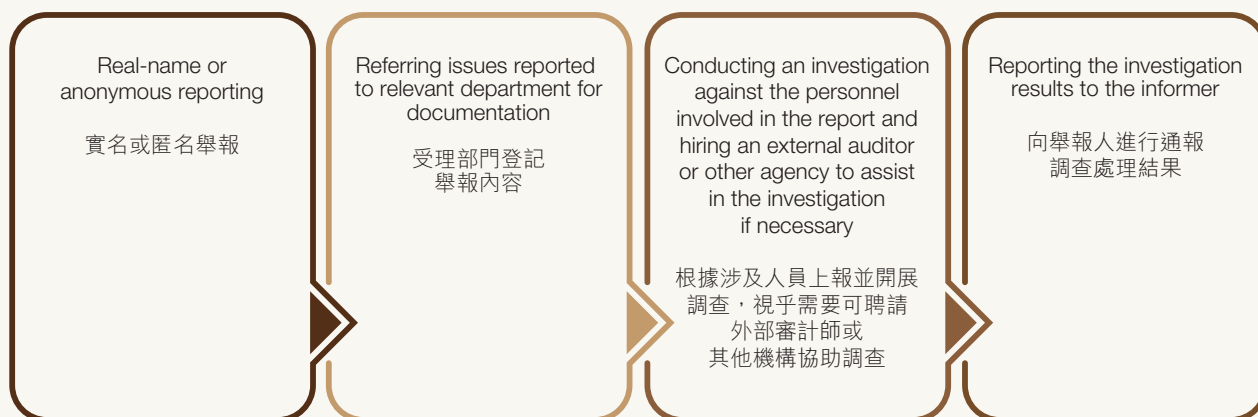 Real-name or
anonymous reporting
實名或匿名舉報
Referring issues reported
to relevant department for
documentation
受理部門登記
舉報內容
Conducting an investigation
against the personnel
involved in the report and
hiring an external auditor
or other agency to assist
in the investigation
if necessary
根據涉及人員上報並開展
調查，視乎需要可聘請
外部審計師或
其他機構協助調查
Reporting the investigation
results to the informer
向舉報人進行通報
調查處理結果